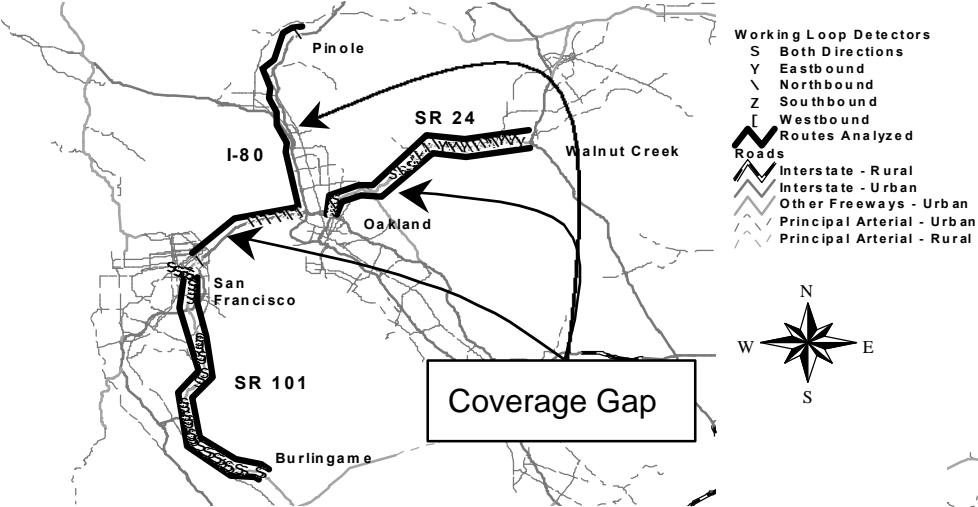 Pinole
SR 24
I-80
Walnut Creek
Oakland
San
Francisco
SR 101
Burlingame
Coverage Gap
Working Loop Detectors
S Both Directions
Y Eastbound
\ Northbound
Z Southbound
[ Westbound
Routes Analyzed
Roads
Interstate - Rural
Interstate - Urban
Other Freeways - Urban
Principal Arterial - Urban
Principal Arterial - Rural
N
W E
S